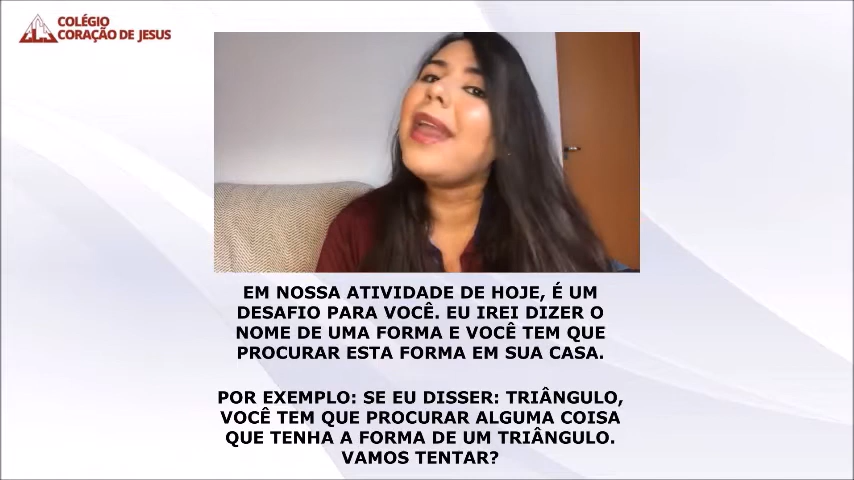 COLÉGIO
CORAÇÃO DE JESUS
EM NOSSA ATIVIDADE DE HOJE, É UM
DESAFIO PARA VOCÊ. EU IREI DIZER O
NOME DE UMA FORMA E VOCÊ TEM QUE
PROCURAR ESTA FORMA EM SUA CASA.
POR EXEMPLO: SE EU DISSER: TRIÂNGULO,
VOCÊ TEM QUE PROCURAR ALGUMA COISA
QUE TENHA A FORMA DE UM TRIÂNGULO.
VAMOS TENTAR?